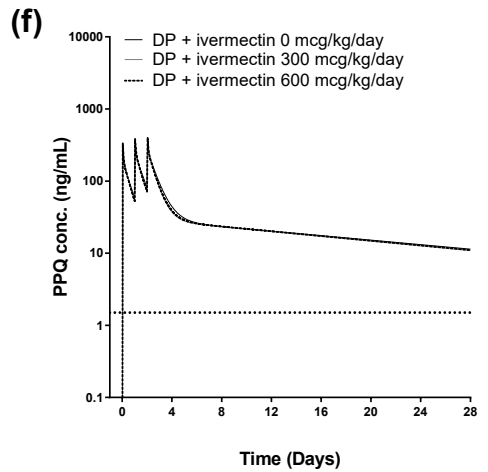 (f)
DP + ivermectin 0 mcg/kg/day
DP + ivermectin 300 mcg/kg/day
DP + ivermectin 600 mcg/kg/day
10000
1000
100
10
1
0.1
PPQ conc. (ng/mL)
0 4 8 12 16 20 24 28
Time (Days)